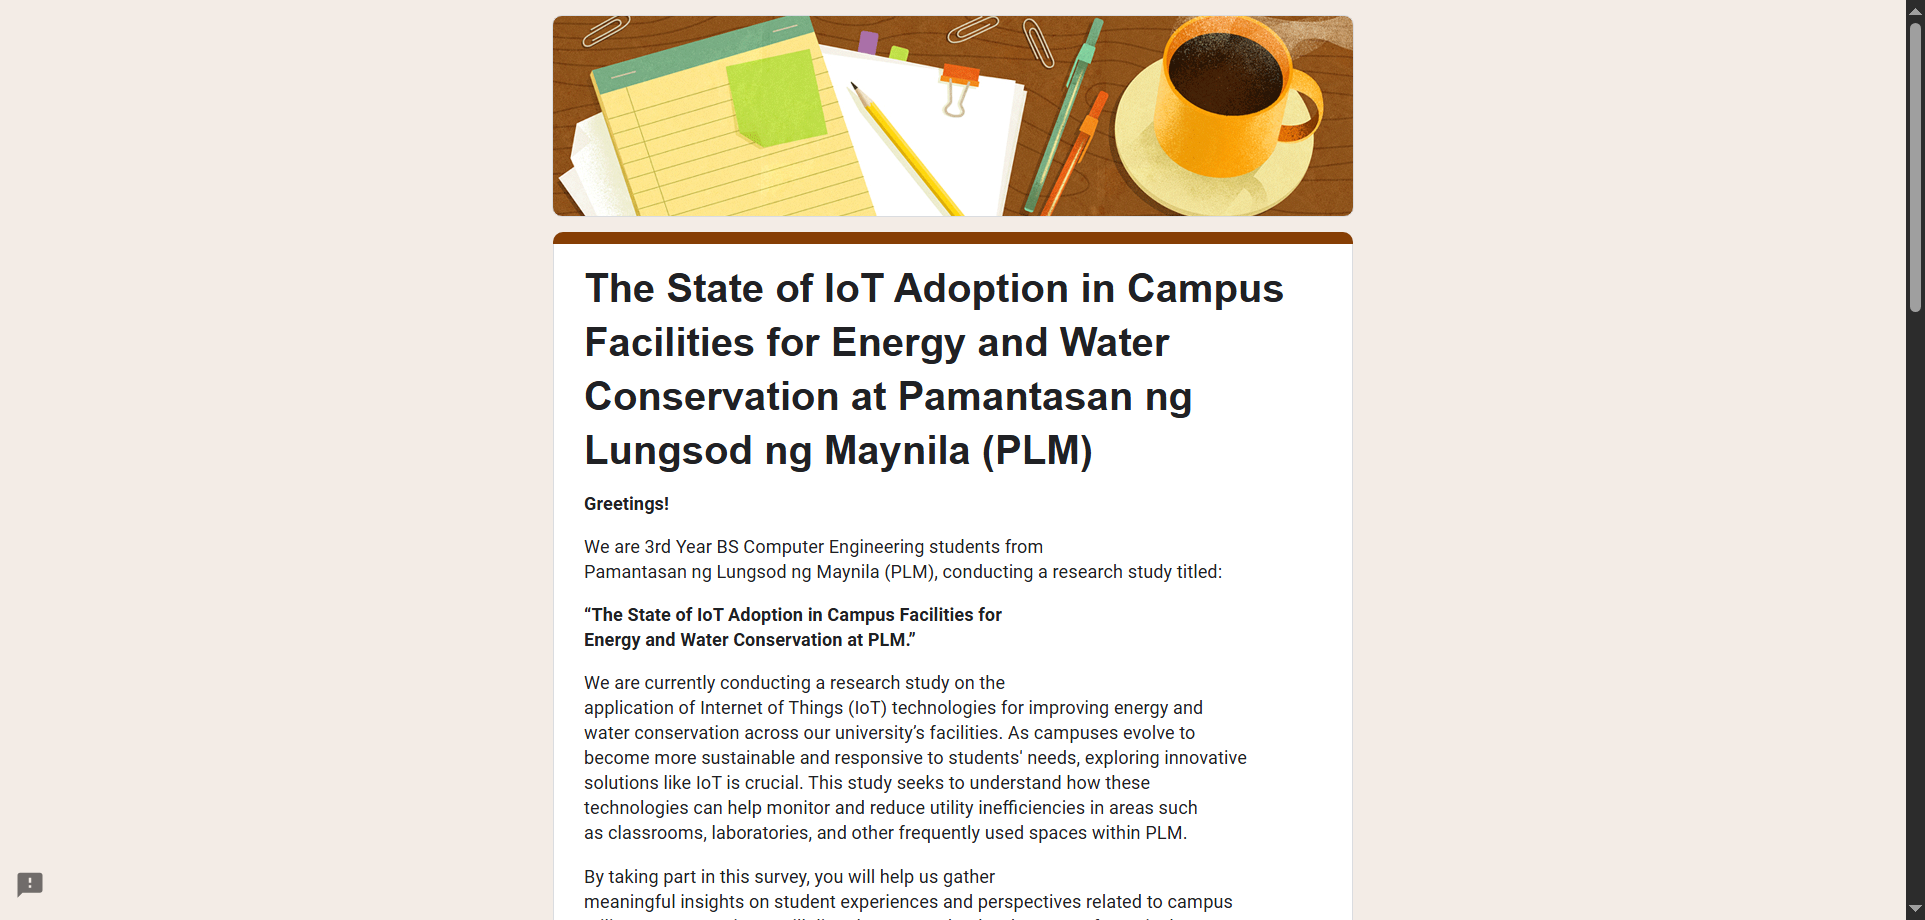 The State of IoT Adoption in Campus
Facilities for Energy and Water
Conservation at Pamantasan ng
Lungsod ng Maynila (PLM)
Greetings!
We are 3rd Year BS Computer Engineering students from
Pamantasan ng Lungsod ng Maynila (PLM), conducting a research study titled:
“The State of IoT Adoption in Campus Facilities for
Energy and Water Conservation at PLM.”
We are currently conducting a research study on the
application of Internet of Things (IoT) technologies for improving energy and
water conservation across our university’s facilities. As campuses evolve to
become more sustainable and responsive to students' needs, exploring innovative
solutions like IoT is crucial. This study seeks to understand how these
technologies can help monitor and reduce utility inefficiencies in areas such
as classrooms, laboratories, and other frequently used spaces within PLM.
By taking part in this survey, you will help us gather
meaningful insights on student experiences and perspectives related to campus